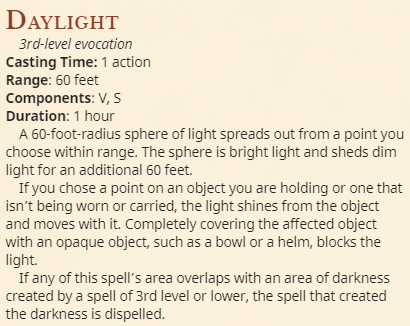 DAYLIGHT
3rd-level evocation
Casting Time: 1 action
Range: 60 feet
Components: V, S
Duration: 1 hour
A 60-foot-radius sphere of light spreads out from a point you
choose within range. The sphere is bright light and sheds dim
light for an additional 60 feet.
If you chose a point on an object you are holding or one that
isn't being worn or carried, the light shines from the object
and moves with it. Completely covering the affected object
with an opaque object, such as a bowl or a helm, blocks the
light.
If any of this spell's area overlaps with an area of darkness
created by a spell of 3rd level or lower, the spell that created
the darkness is dispelled.